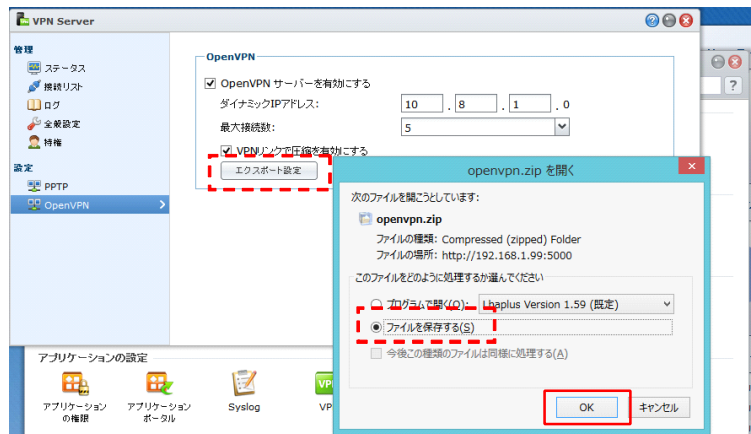 VPN Server
管理
ステータス
接続リスト
ログ
全般設定
特権
設定
PPTP
OpenVPN
OpenVPN
OpenVPN サーバーを有効にする
ダイナミックIPアドレス: 10 . 8 . 1 . 0
最大接続数: 5
VPNリンクで圧縮を有効にする
エクスポート設定
openvpn.zip を開く
次のファイルを開こうとしています:
openvpn.zip
ファイルの種類: Compressed (zipped) Folder
ファイルの場所: http://192.168.1.99:5000
このファイルをどのように処理するか選んでください
プログラムで開く(O): Lhaplus Version 1.59 (既定)
ファイルを保存する(S)
今後この種類のファイルは同様に処理する(A)
OK キャンセル
アプリケーションの設定
アプリケーション
の権限
アプリケーション
ポータル
Syslog
VP